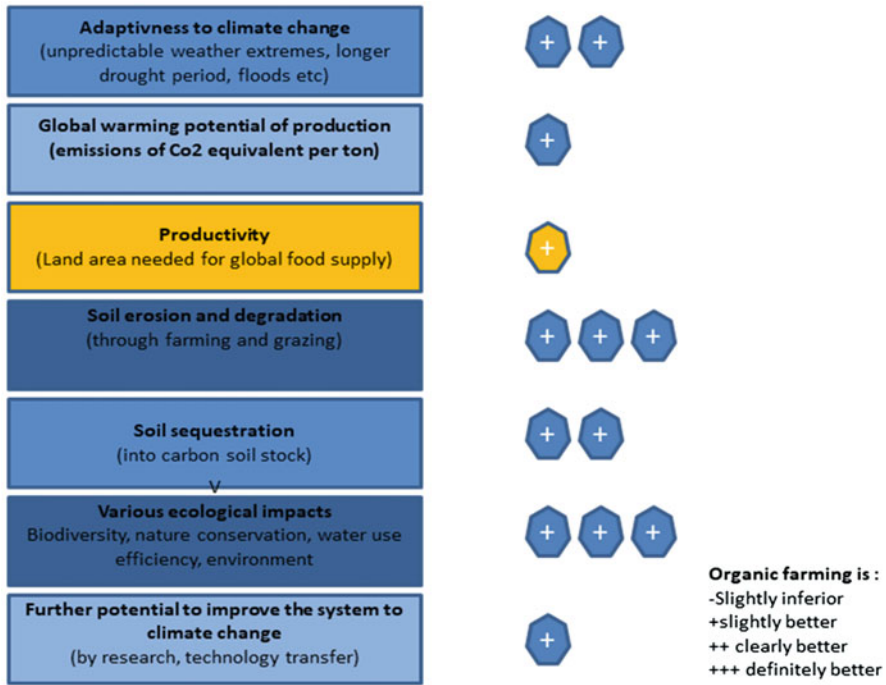 Adaptivness to climate change
(unpredictable weather extremes, longer
drought period, floods etc)
+ +
Global warming potential of production
(emissions of Co2 equivalent per ton)
+
Productivity
(Land area needed for global food supply)
+
Soil erosion and degradation
(through farming and grazing)
+ + +
Soil sequestration
(into carbon soil stock)
+ +
v
Various ecological impacts
Biodiversity, nature conservation, water use
efficiency, environment
+ + +
Further potential to improve the system to
climate change
(by research, technology transfer)
+
Organic farming is :
-Slightly inferior
+slightly better
++ clearly better
+++ definitely better